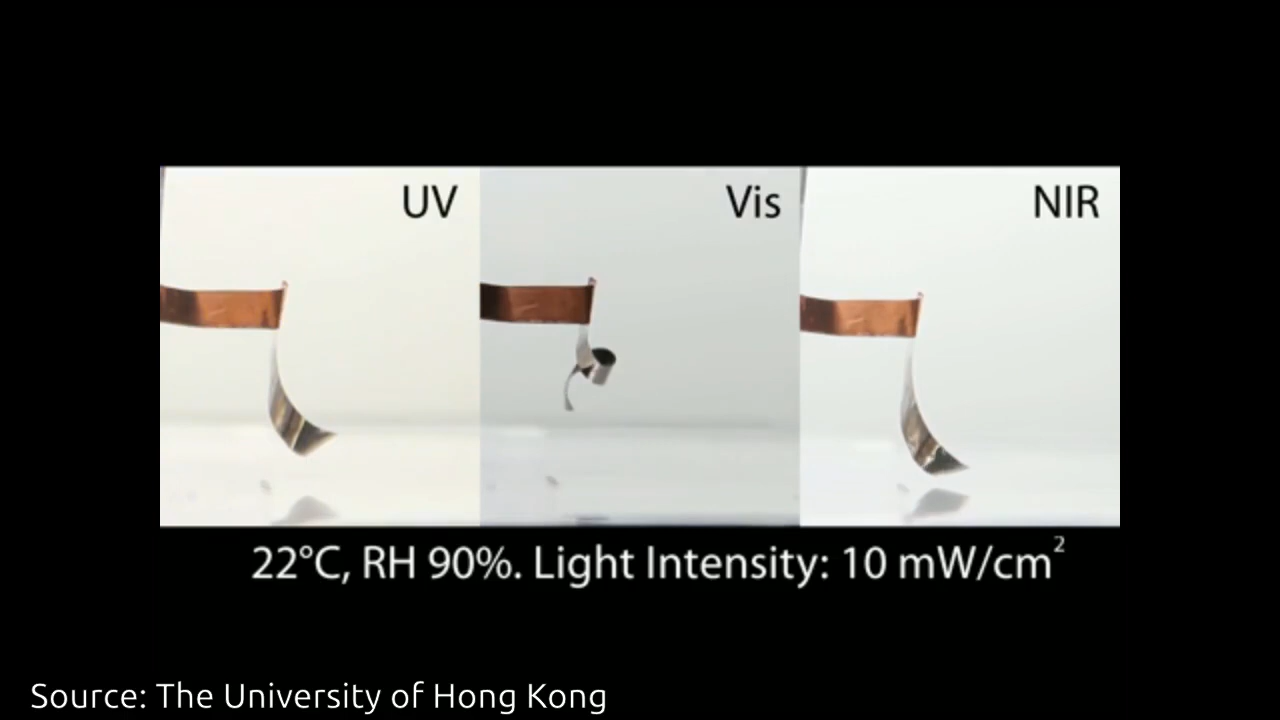 UV
Vis
NIR
22°C, RH 90%. Light Intensity: 10 mW/cm²
Source: The University of Hong Kong